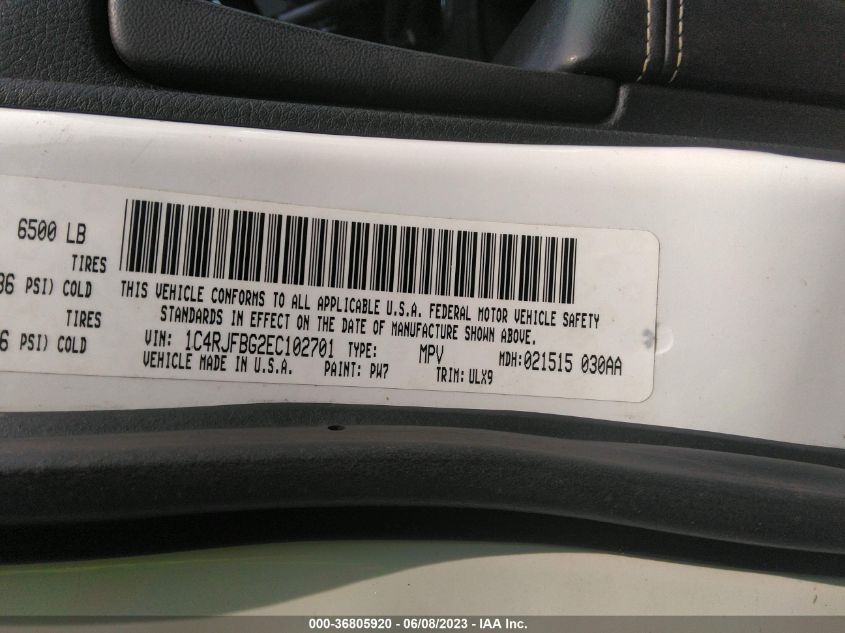 6500 LB
TIRES
36 PSI) COLD
THIS VEHICLE CONFORMS TO ALL APPLICABLE U.S.A. FEDERAL MOTOR VEHICLE SAFETY
STANDARDS IN EFFECT ON THE DATE OF MANUFACTURE SHOWN ABOVE.
TIRES
6 PSI) COLD
VIN: 1C4RJFBG2EC102701 TYPE: MPV MDH:021515 030AA
VEHICLE MADE IN U.S.A. PAINT: PW7 TRIM: ULX9
000-36805920 - 06/08/2023 - IAA Inc.